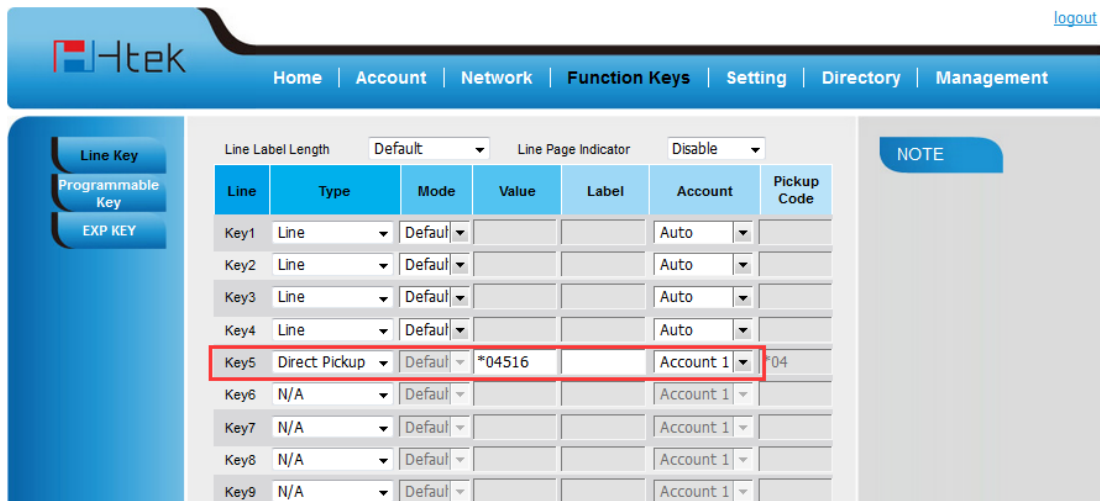 logout
Htek
Home Account Network Function Keys Setting Directory Management
Line Key
Programmable Key
EXP KEY
Line Label Length Default Line Page Indicator Disable
NOTE
Line Type Mode Value Label Account Pickup Code
Key1 Line Defaul Auto
Key2 Line Defaul Auto
Key3 Line Defaul Auto
Key4 Line Defaul Auto
Key5 Direct Pickup Defaul *04516 Account 1 *04
Key6 N/A Defaul Account 1
Key7 N/A Defaul Account 1
Key8 N/A Defaul Account 1
Key9 N/A Defaul Account 1